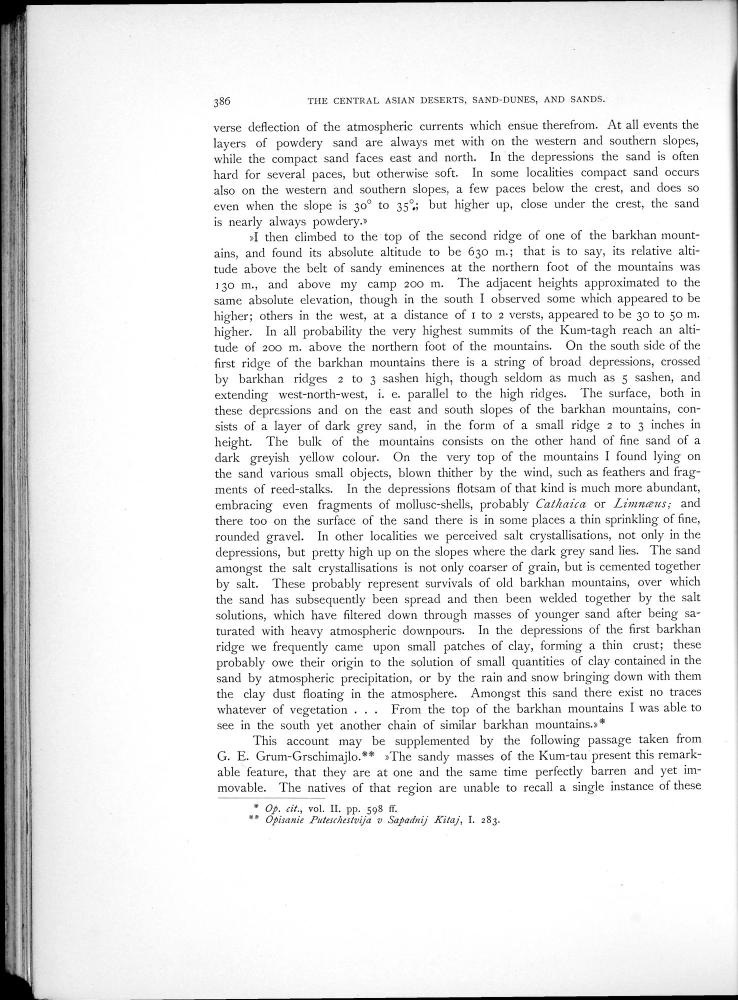 386 THE CENTRAL ASIAN DESERTS, SAND-DUNES, AND SANDS.
verse deflection of the atmospheric currents which ensue therefrom. At all events the
layers of powdery sand are always met with on the western and southern slopes,
while the compact sand faces east and north. In the depressions the sand is often
hard for several paces, but otherwise soft. In some localities compact sand occurs
also on the western and southern slopes, a few paces below the crest, and does so
even when the slope is 30° to 35°; but higher up, close under the crest, the sand
is nearly always powdery.»
»I then climbed to the top of the second ridge of one of the barkhan mount-
ains, and found its absolute altitude to be 630 m.; that is to say, its relative alti-
tude above the belt of sandy eminences at the northern foot of the mountains was
130 m., and above my camp 200 m. The adjacent heights approximated to the
same absolute elevation, though in the south I observed some which appeared to be
higher; others in the west, at a distance of 1 to 2 versts, appeared to be 30 to 50 m.
higher. In all probability the very highest summits of the Kum-tagh reach an alti-
tude of 200 m. above the northern foot of the mountains. On the south side of the
first ridge of the barkhan mountains there is a string of broad depressions, crossed
by barkhan ridges 2 to 3 sashen high, though seldom as much as 5 sashen, and
extending west-north-west, i. e. parallel to the high ridges. The surface, both in
these depressions and on the east and south slopes of the barkhan mountains, con-
sists of a layer of dark grey sand, in the form of a small ridge 2 to 3 inches in
height. The bulk of the mountains consists on the other hand of fine sand of a
dark greyish yellow colour. On the very top of the mountains I found lying on
the sand various small objects, blown thither by the wind, such as feathers and frag-
ments of reed-stalks. In the depressions flotsam of that kind is much more abundant,
embracing even fragments of mollusc-shells, probably Cathaica or Limnæus; and
there too on the surface of the sand there is in some places a thin sprinkling of fine,
rounded gravel. In other localities we perceived salt crystallisations, not only in the
depressions, but pretty high up on the slopes where the dark grey sand lies. The sand
amongst the salt crystallisations is not only coarser of grain, but is cemented together
by salt. These probably represent survivals of old barkhan mountains, over which
the sand has subsequently been spread and then been welded together by the salt
solutions, which have filtered down through masses of younger sand after being sa-
turated with heavy atmospheric downpours. In the depressions of the first barkhan
ridge we frequently came upon small patches of clay, forming a thin crust; these
probably owe their origin to the solution of small quantities of clay contained in the
sand by atmospheric precipitation, or by the rain and snow bringing down with them
the clay dust floating in the atmosphere. Amongst this sand there exist no traces
whatever of vegetation . . . From the top of the barkhan mountains I was able to
see in the south yet another chain of similar barkhan mountains.»*
This account may be supplemented by the following passage taken from
G. E. Grum-Grschimajlo.** »The sandy masses of the Kum-tau present this remark-
able feature, that they are at one and the same time perfectly barren and yet im-
movable. The natives of that region are unable to recall a single instance of these
* Op. cit., vol. II. pp. 598 ff.
** Opisanie Puteschestvija v Sapadnij Kitaj, I. 283.